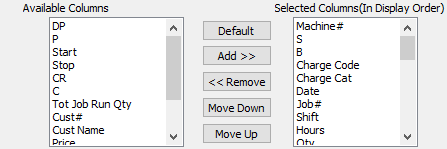 Available Columns
DP
P
Start
Stop
CR
C
Tot Job Run Qty
Cust#
Cust Name
Price
Default
Add >>
<< Remove
Move Down
Move Up
Selected Columns(In Display Order)
Machine#
S
B
Charge Code
Charge Cat
Date
Job#
Shift
Hours
Qty